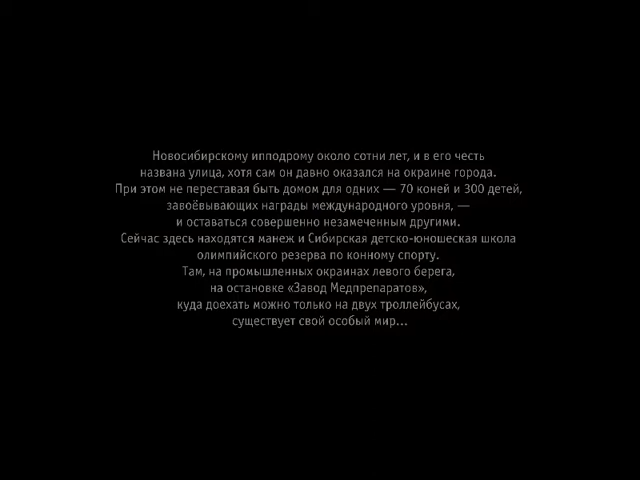 Новосибирскому ипподрому около сотни лет, и в его честь
названа улица, хотя сам он давно оказался на окраине города.
При этом не переставая быть домом для одних — 70 коней и 300 детей,
завоёвывающих награды международного уровня, —
и оставаться совершенно незамеченным другими.
Сейчас здесь находятся манеж и Сибирская детско-юношеская школа
олимпийского резерва по конному спорту.
Там, на промышленных окраинах левого берега,
на остановке «Завод Медпрепаратов»,
куда доехать можно только на двух троллейбусах,
существует свой особый мир...